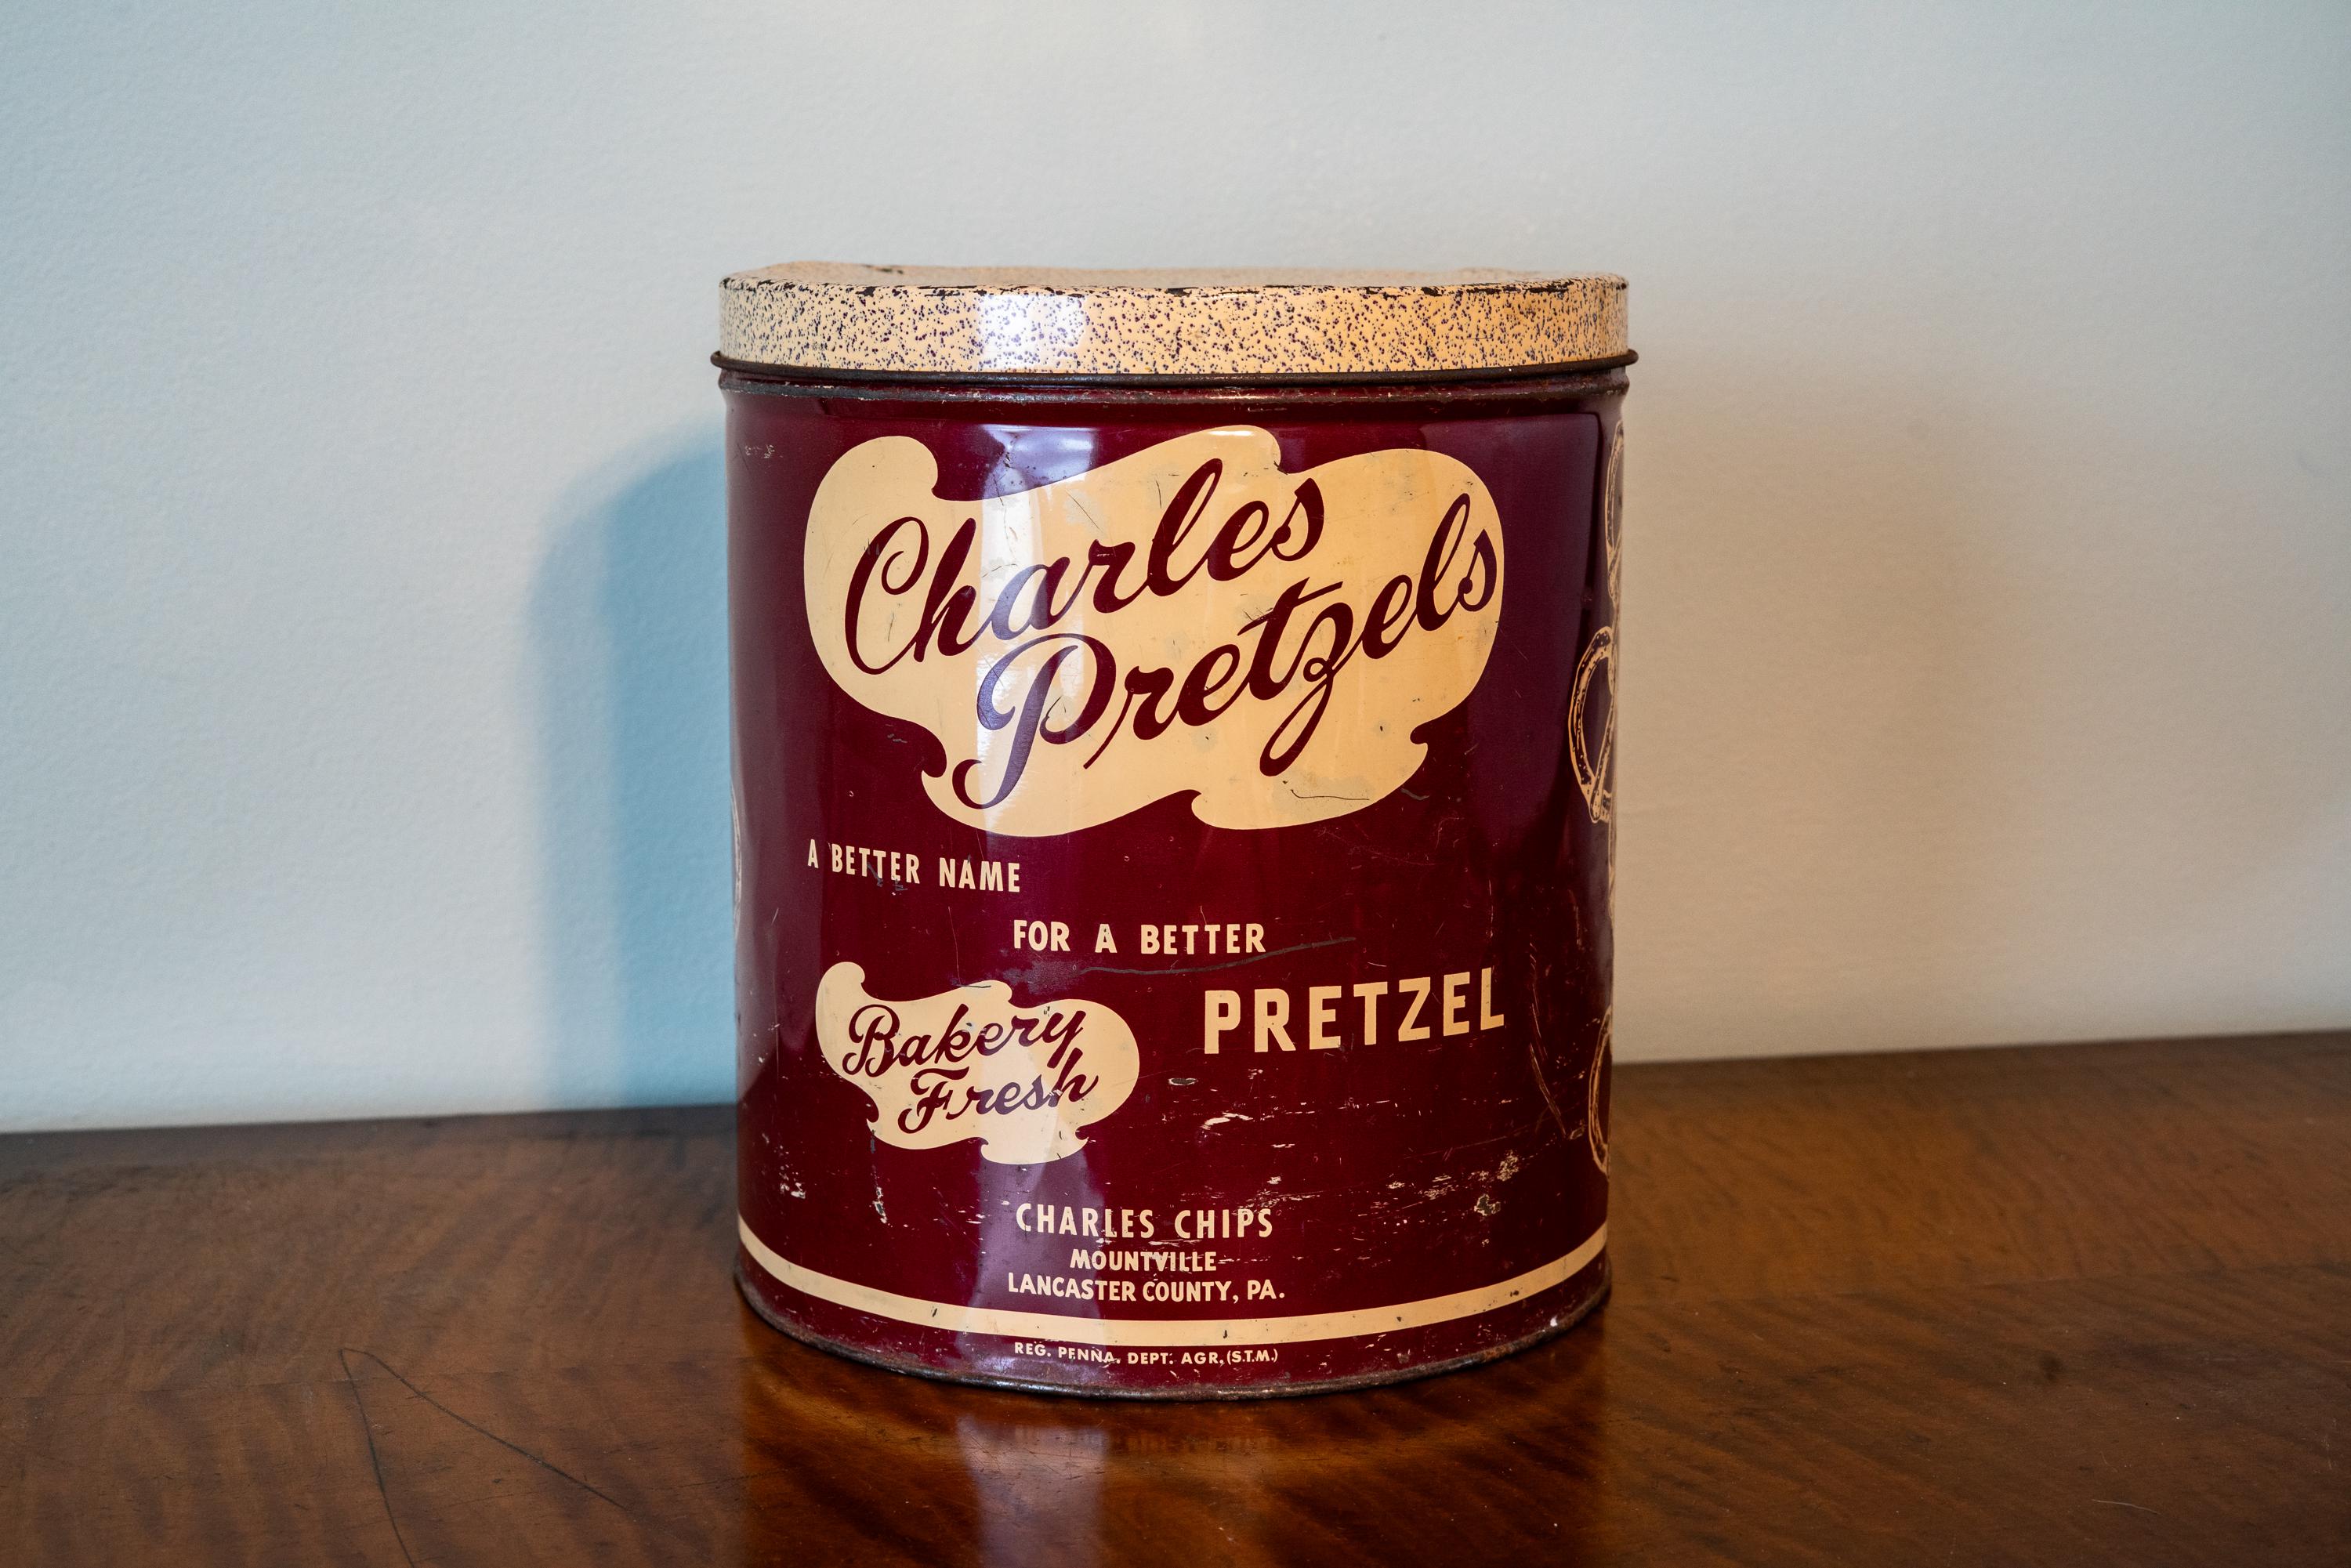 Charles
Pretzels
A BETTER NAME
FOR A BETTER
PRETZEL
Bakery
Fresh
CHARLES CHIPS
MOUNTVILLE
LANCASTER COUNTY, PA.
REG. PENNA. DEPT. AGR. (S.T.M.)